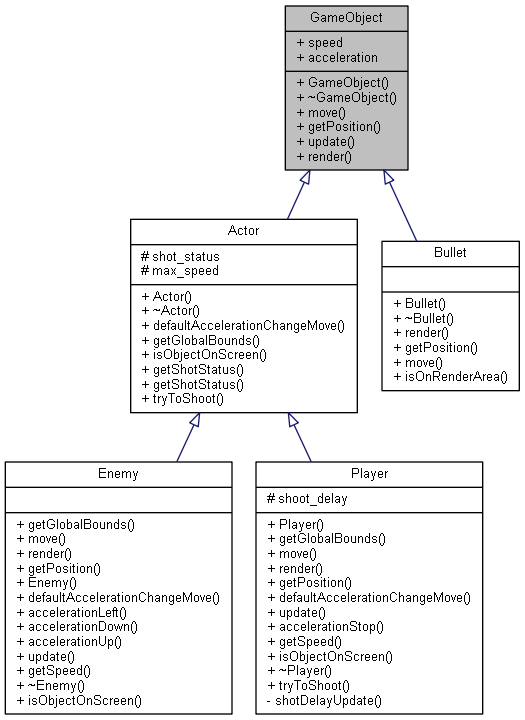 GameObject
+ speed
+ acceleration
+ GameObject()
+ ~GameObject()
+ move()
+ getPosition()
+ update()
+ render()
Actor
# shot_status
# max_speed
+ Actor()
+ ~Actor()
+ defaultAccelerationChangeMove()
+ getGlobalBounds()
+ isObjectOnScreen()
+ getShotStatus()
+ getShotStatus()
+ tryToShoot()
Bullet
+ Bullet()
+ ~Bullet()
+ render()
+ getPosition()
+ move()
+ isOnRenderArea()
Enemy
+ getGlobalBounds()
+ move()
+ render()
+ getPosition()
+ Enemy()
+ defaultAccelerationChangeMove()
+ accelerationLeft()
+ accelerationDown()
+ accelerationUp()
+ update()
+ getSpeed()
+ ~Enemy()
+ isObjectOnScreen()
Player
# shoot_delay
+ Player()
+ getGlobalBounds()
+ move()
+ render()
+ getPosition()
+ defaultAccelerationChangeMove()
+ update()
+ accelerationStop()
+ getSpeed()
+ isObjectOnScreen()
+ ~Player()
+ tryToShoot()
- shotDelayUpdate()